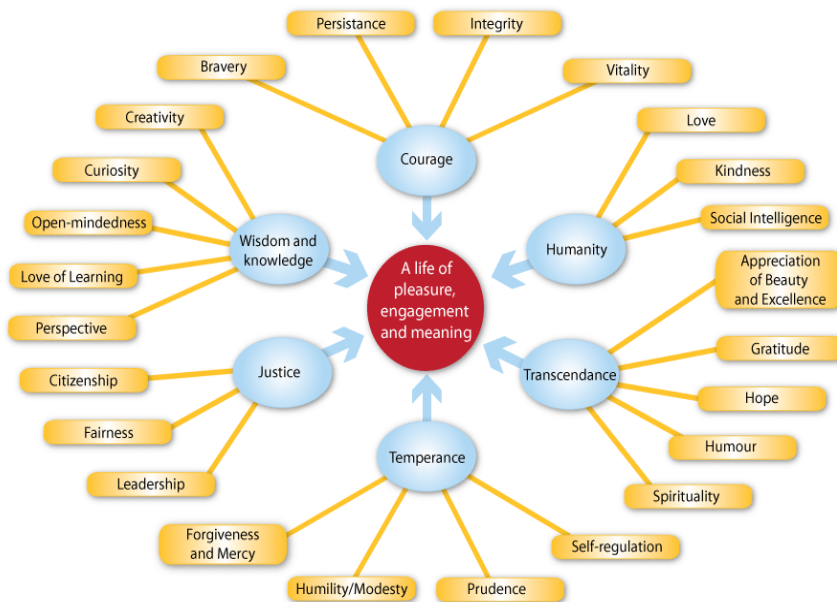 Persistance
Integrity
Bravery
Vitality
Creativity
Love
Courage
Curiosity
Kindness
Open-mindedness
Social Intelligence
Wisdom and
knowledge
Humanity
Love of Learning
A life of
pleasure,
engagement
and meaning
Appreciation
of Beauty
and Excellence
Perspective
Gratitude
Citizenship
Justice
Transcendance
Hope
Fairness
Humour
Temperance
Leadership
Spirituality
Forgiveness
and Mercy
Self-regulation
Humility/Modesty
Prudence